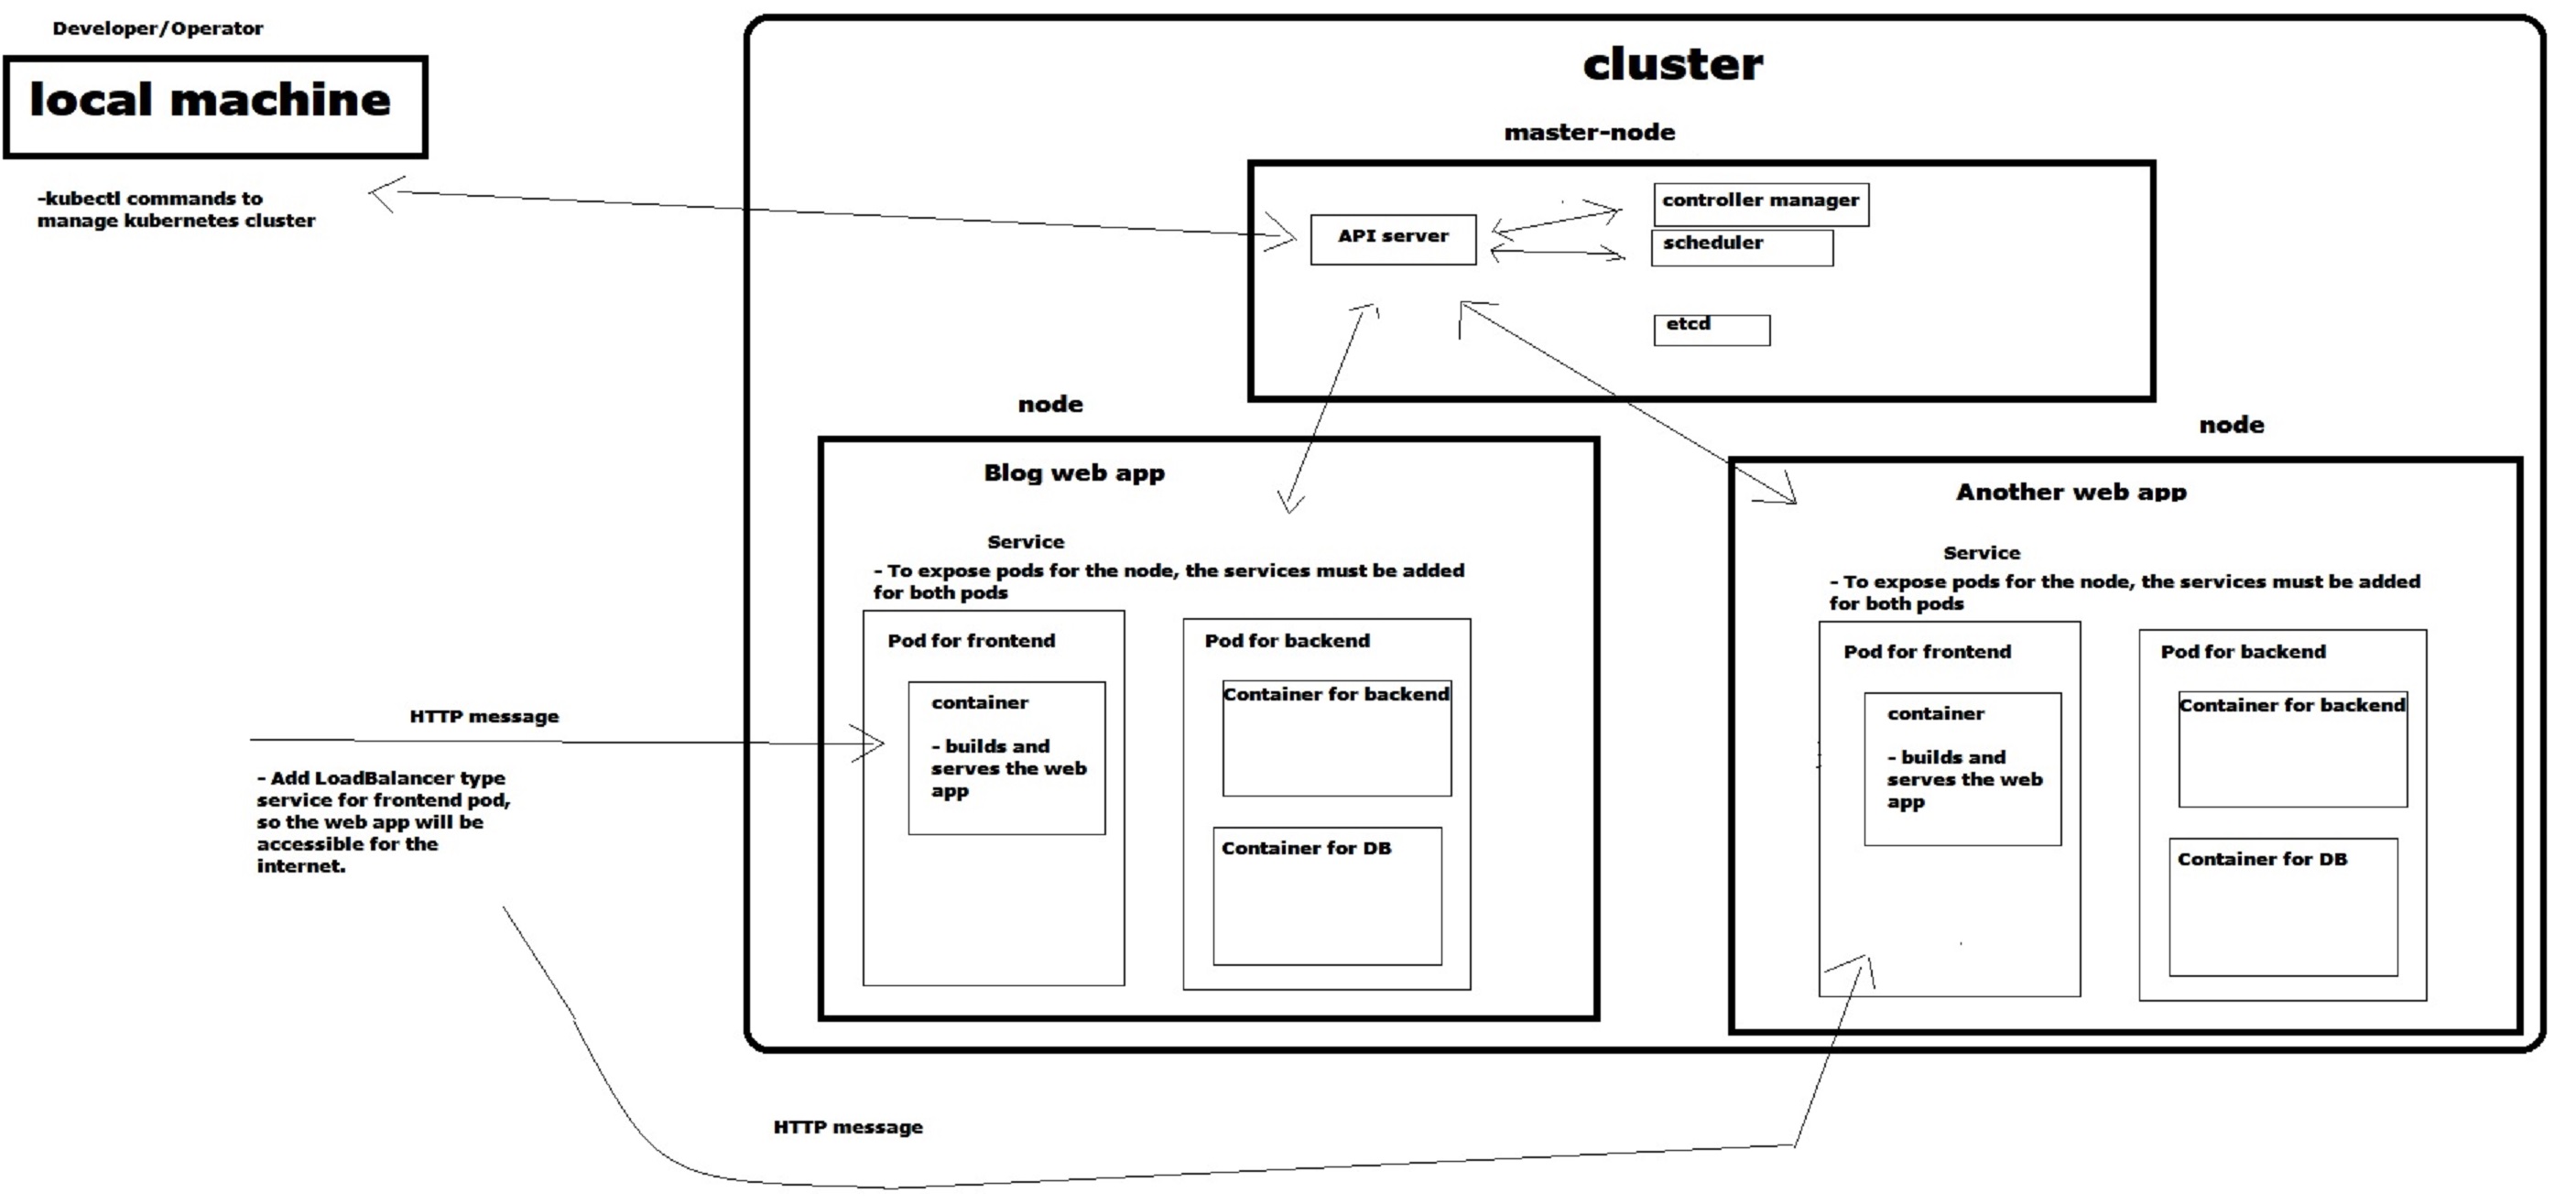 Developer/Operator
local machine
-kubectl commands to
manage kubernetes cluster
cluster
master-node
API server
controller manager
scheduler
etcd
node
Blog web app
Service
- To expose pods for the node, the services must be added
for both pods
Pod for frontend
container
- builds and
serves the web
app
Pod for backend
Container for backend
Container for DB
node
Another web app
Service
- To expose pods for the node, the services must be added
for both pods
Pod for frontend
container
- builds and
serves the web
app
Pod for backend
Container for backend
Container for DB
HTTP message
- Add LoadBalancer type
service for frontend pod,
so the web app will be
accessible for the
internet.
HTTP message